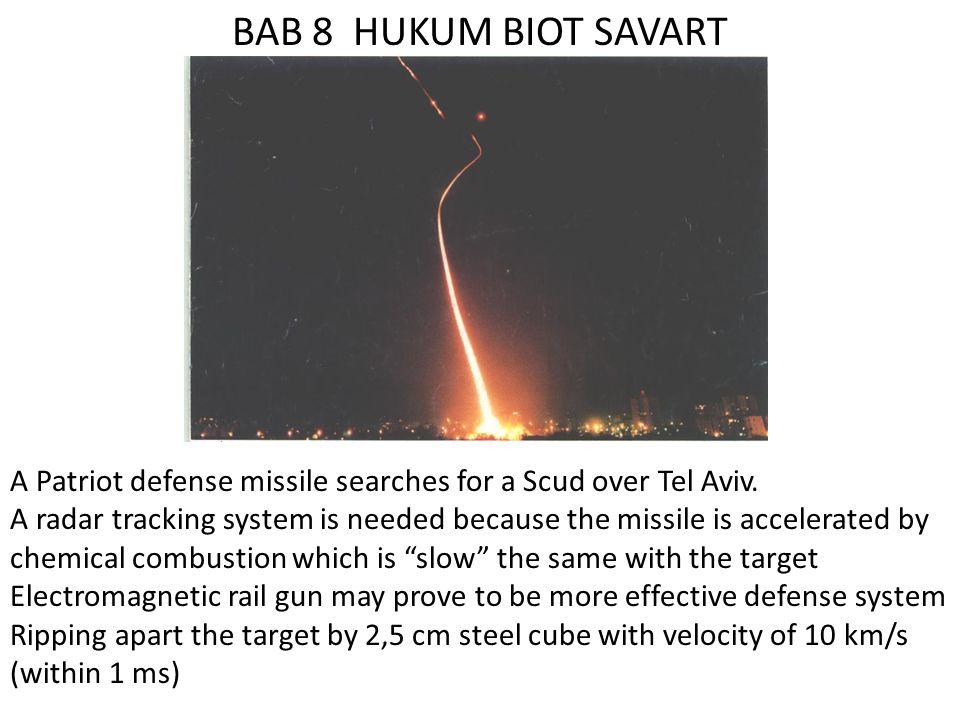 BAB 8 HUKUM BIOT SAVART
A Patriot defense missile searches for a Scud over Tel Aviv.
A radar tracking system is needed because the missile is accelerated by
chemical combustion which is “slow” the same with the target
Electromagnetic rail gun may prove to be more effective defense system
Ripping apart the target by 2,5 cm steel cube with velocity of 10 km/s
(within 1 ms)